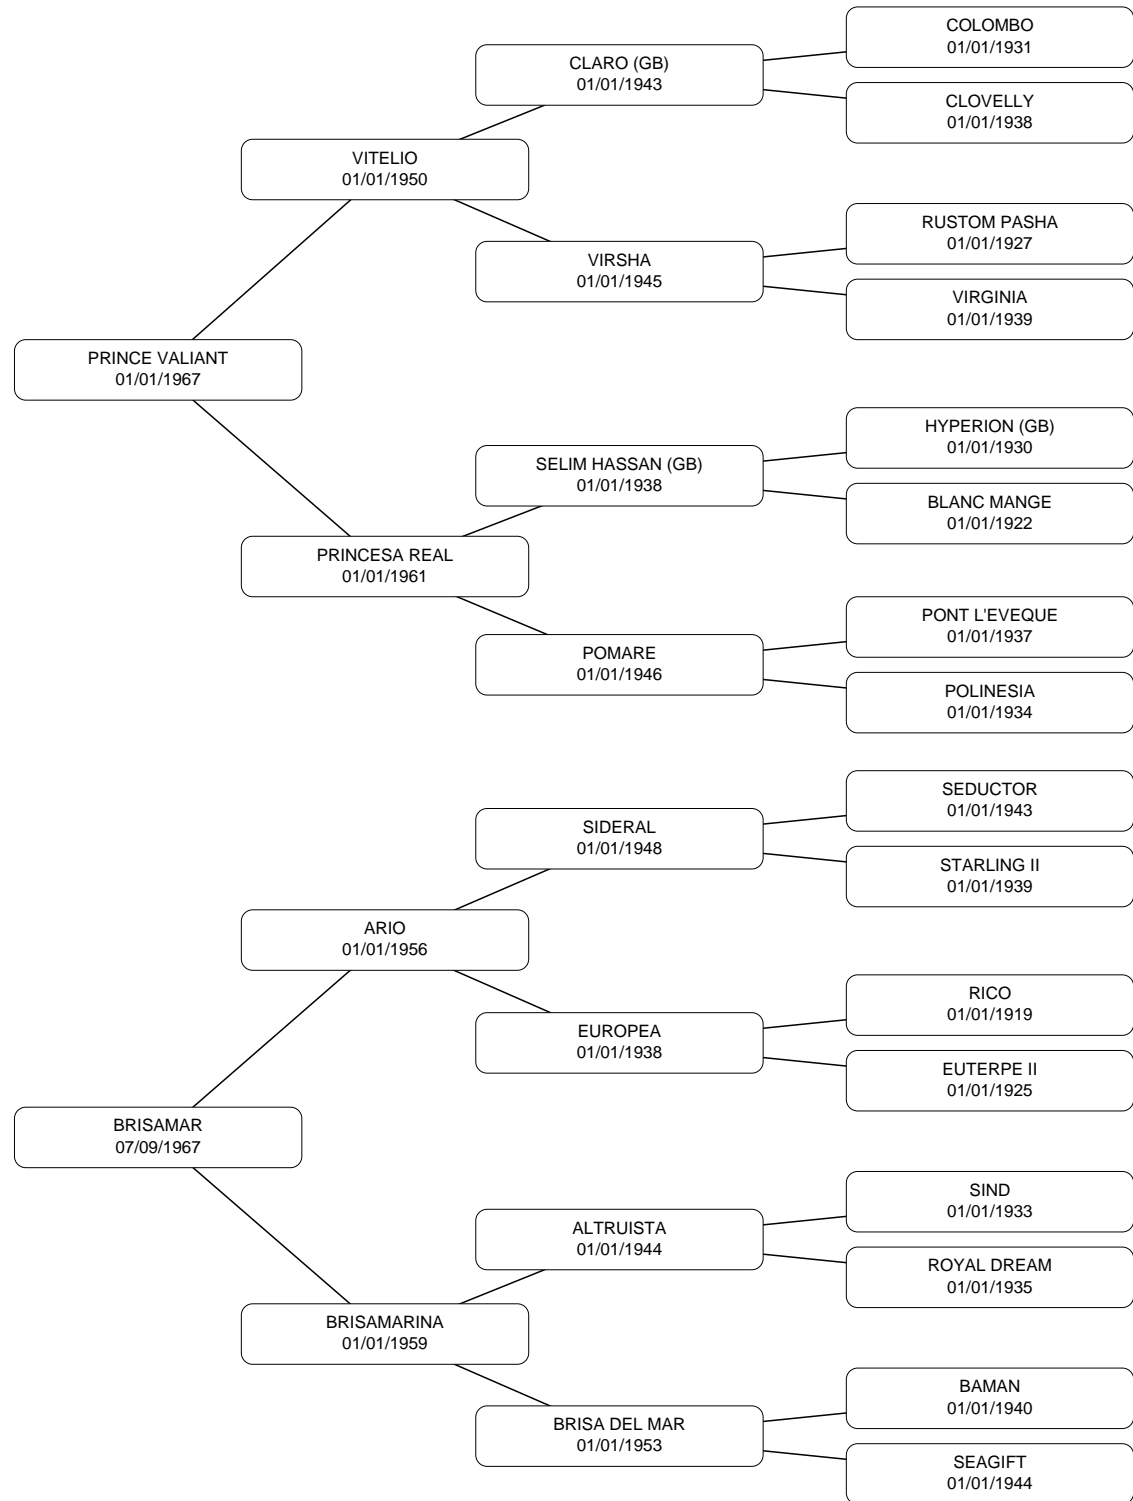 COLOMBO
01/01/1931
CLARO (GB)
01/01/1943
CLOVELLY
01/01/1938
VITELIO
01/01/1950
RUSTOM PASHA
01/01/1927
VIRSHA
01/01/1945
VIRGINIA
01/01/1939
PRINCE VALIANT
01/01/1967
HYPERION (GB)
01/01/1930
SELIM HASSAN (GB)
01/01/1938
BLANC MANGE
01/01/1922
PRINCESA REAL
01/01/1961
PONT L'EVEQUE
01/01/1937
POMARE
01/01/1946
POLINESIA
01/01/1934
SEDUCTOR
01/01/1943
SIDERAL
01/01/1948
STARLING II
01/01/1939
ARIO
01/01/1956
RICO
01/01/1919
EUROPEA
01/01/1938
EUTERPE II
01/01/1925
BRISAMAR
07/09/1967
SIND
01/01/1933
ALTRUISTA
01/01/1944
ROYAL DREAM
01/01/1935
BRISAMARINA
01/01/1959
BAMAN
01/01/1940
BRISA DEL MAR
01/01/1953
SEAGIFT
01/01/1944